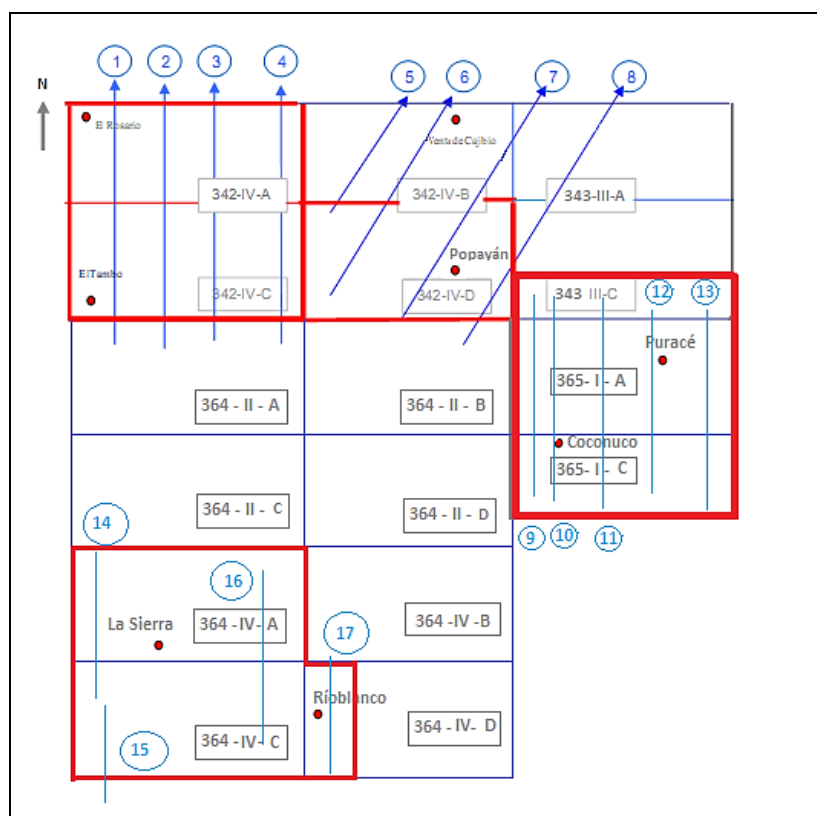 1 2 3 4 5 6 7 8
N
El Rosario
Venta de Cajibio
342-IV-A 342-IV-B 343-III-A
Popayán
El Tambo
342-IV-C 342-IV-D 343 III-C 12 13
Puracé
365- I - A
364 - II - A 364 - II - B
Coconuco
365- I - C
364 - II - C 364 - II - D
14 9 10 11
16
La Sierra 364 - IV- A 364 - IV -B
17
Ríoblanco
364 -IV- C 364 - IV- D
15